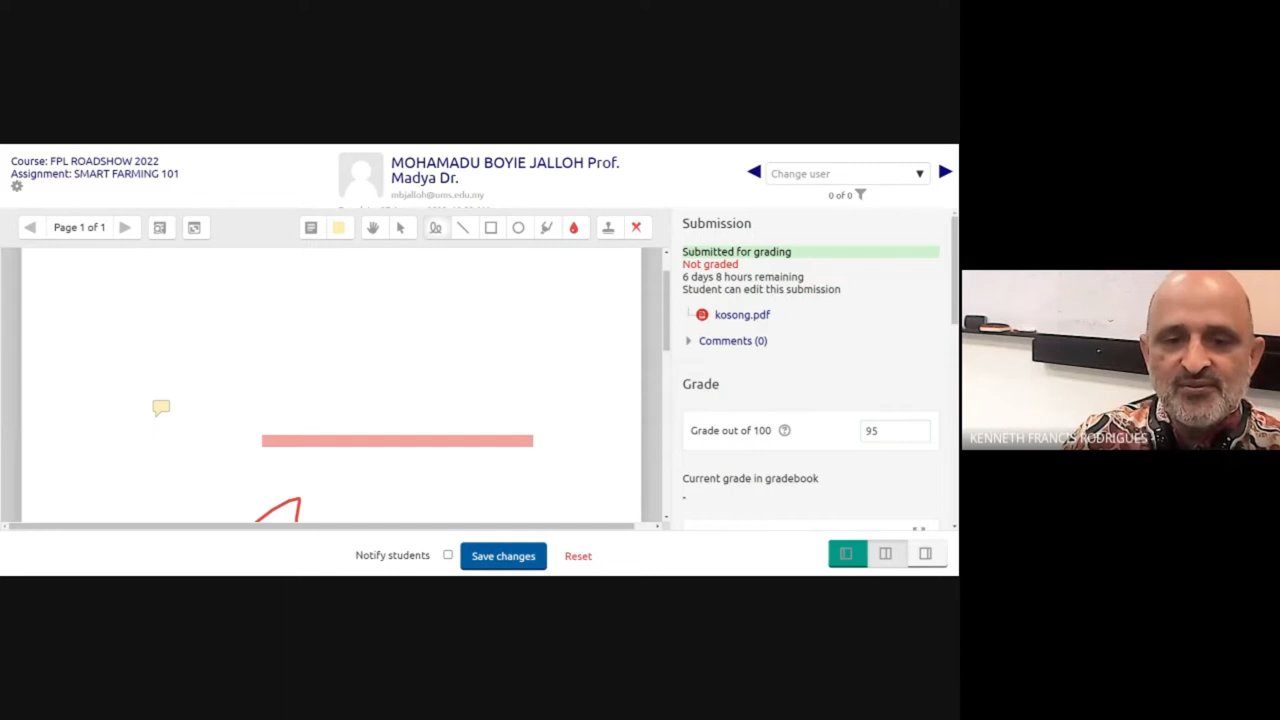 Course: FPL ROADSHOW 2022
Assignment: SMART FARMING 101
MOHAMADU BOYIE JALLOH Prof.
Madya Dr.
mbjalloh@ums.edu.my
Change user
0 of 0
Page 1 of 1
Submission
Submitted for grading
Not graded
6 days 8 hours remaining
Student can edit this submission
kosong.pdf
Comments (0)
Grade
Grade out of 100
95
Current grade in gradebook
-
Notify students
Save changes
Reset
KENNETH FRANCIS RODRIGUES